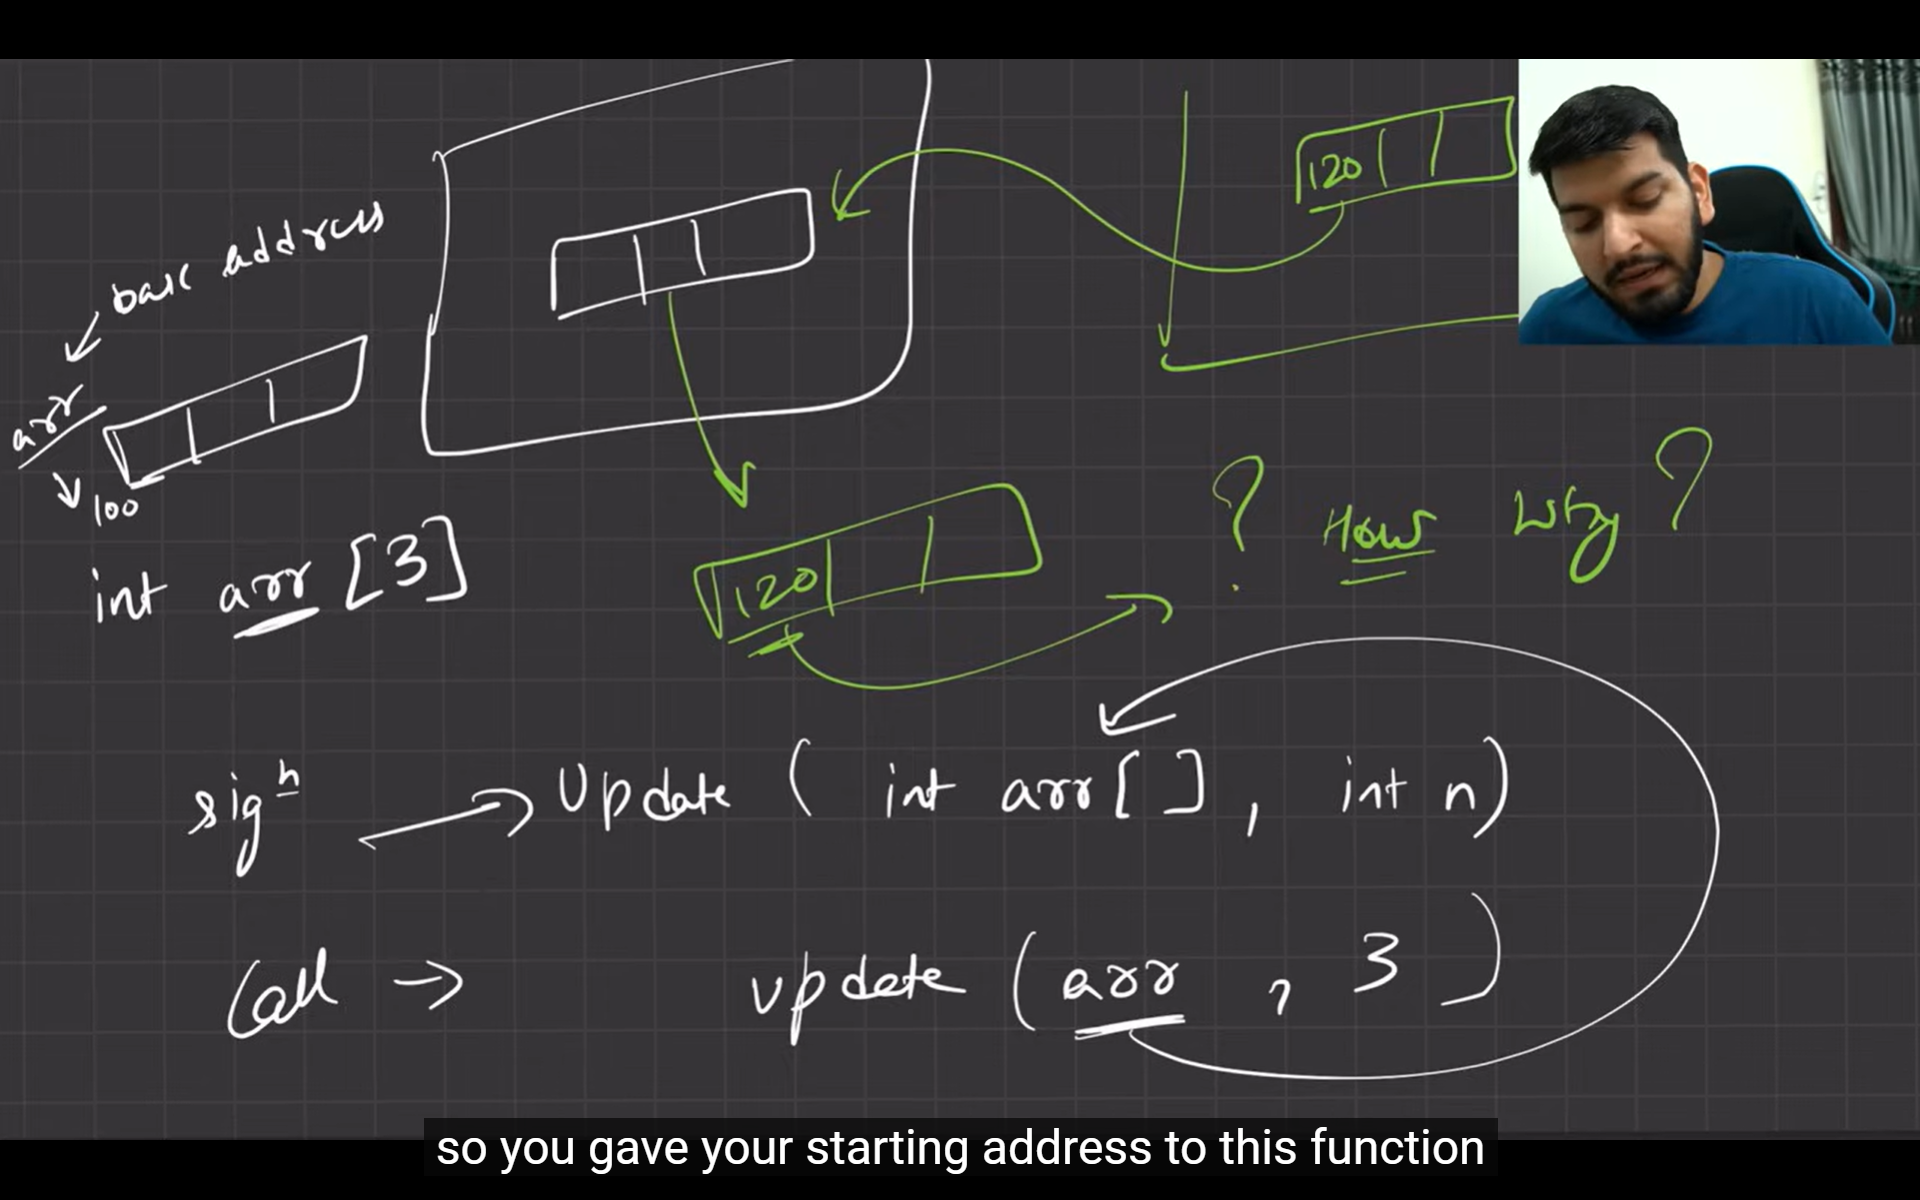 base address
120
arr
100
int arr [3]
120
? How Why ?
sigⁿ → Update ( int arr [ ] , int n)
Call → update (arr , 3 )
so you gave your starting address to this function